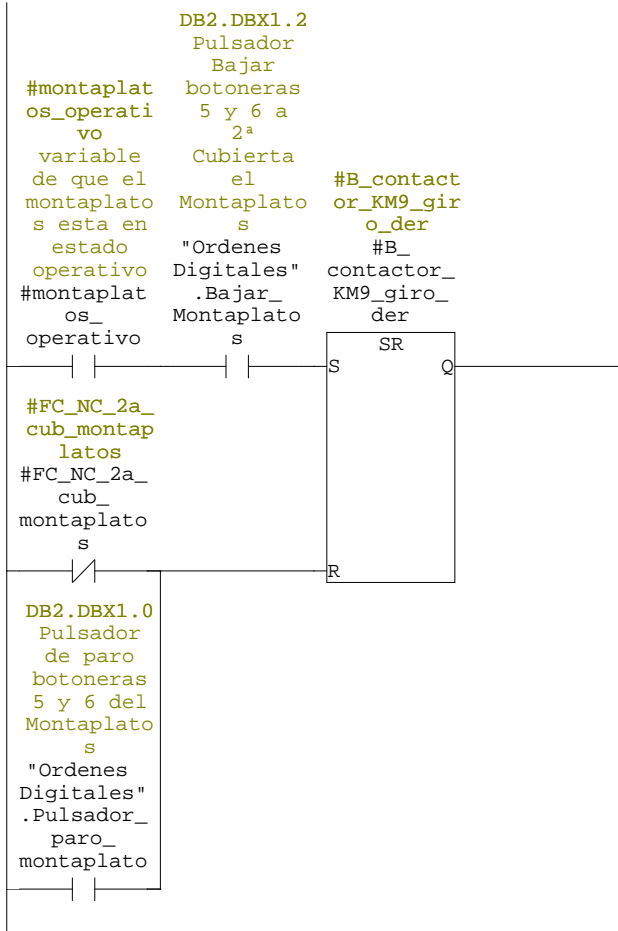 DB2.DBX1.2
Pulsador
Bajar
botoneras
5 y 6 a
2ª
Cubierta
el
Montaplato
s
"Ordenes
Digitales"
.Bajar_
Montaplato
s
#montaplat
os_operati
vo
variable
de que el
montaplato
s esta en
estado
operativo
#montaplat
os_
operativo
#B_contact
or_KM9_gir
o_der
#B_
contactor_
KM9_giro_
der
SR
S
Q
#FC_NC_2a_
cub_montap
latos
#FC_NC_2a_
cub_
montaplato
s
R
DB2.DBX1.0
Pulsador
de paro
botoneras
5 y 6 del
Montaplato
s
"Ordenes
Digitales"
.Pulsador_
paro_
montaplato